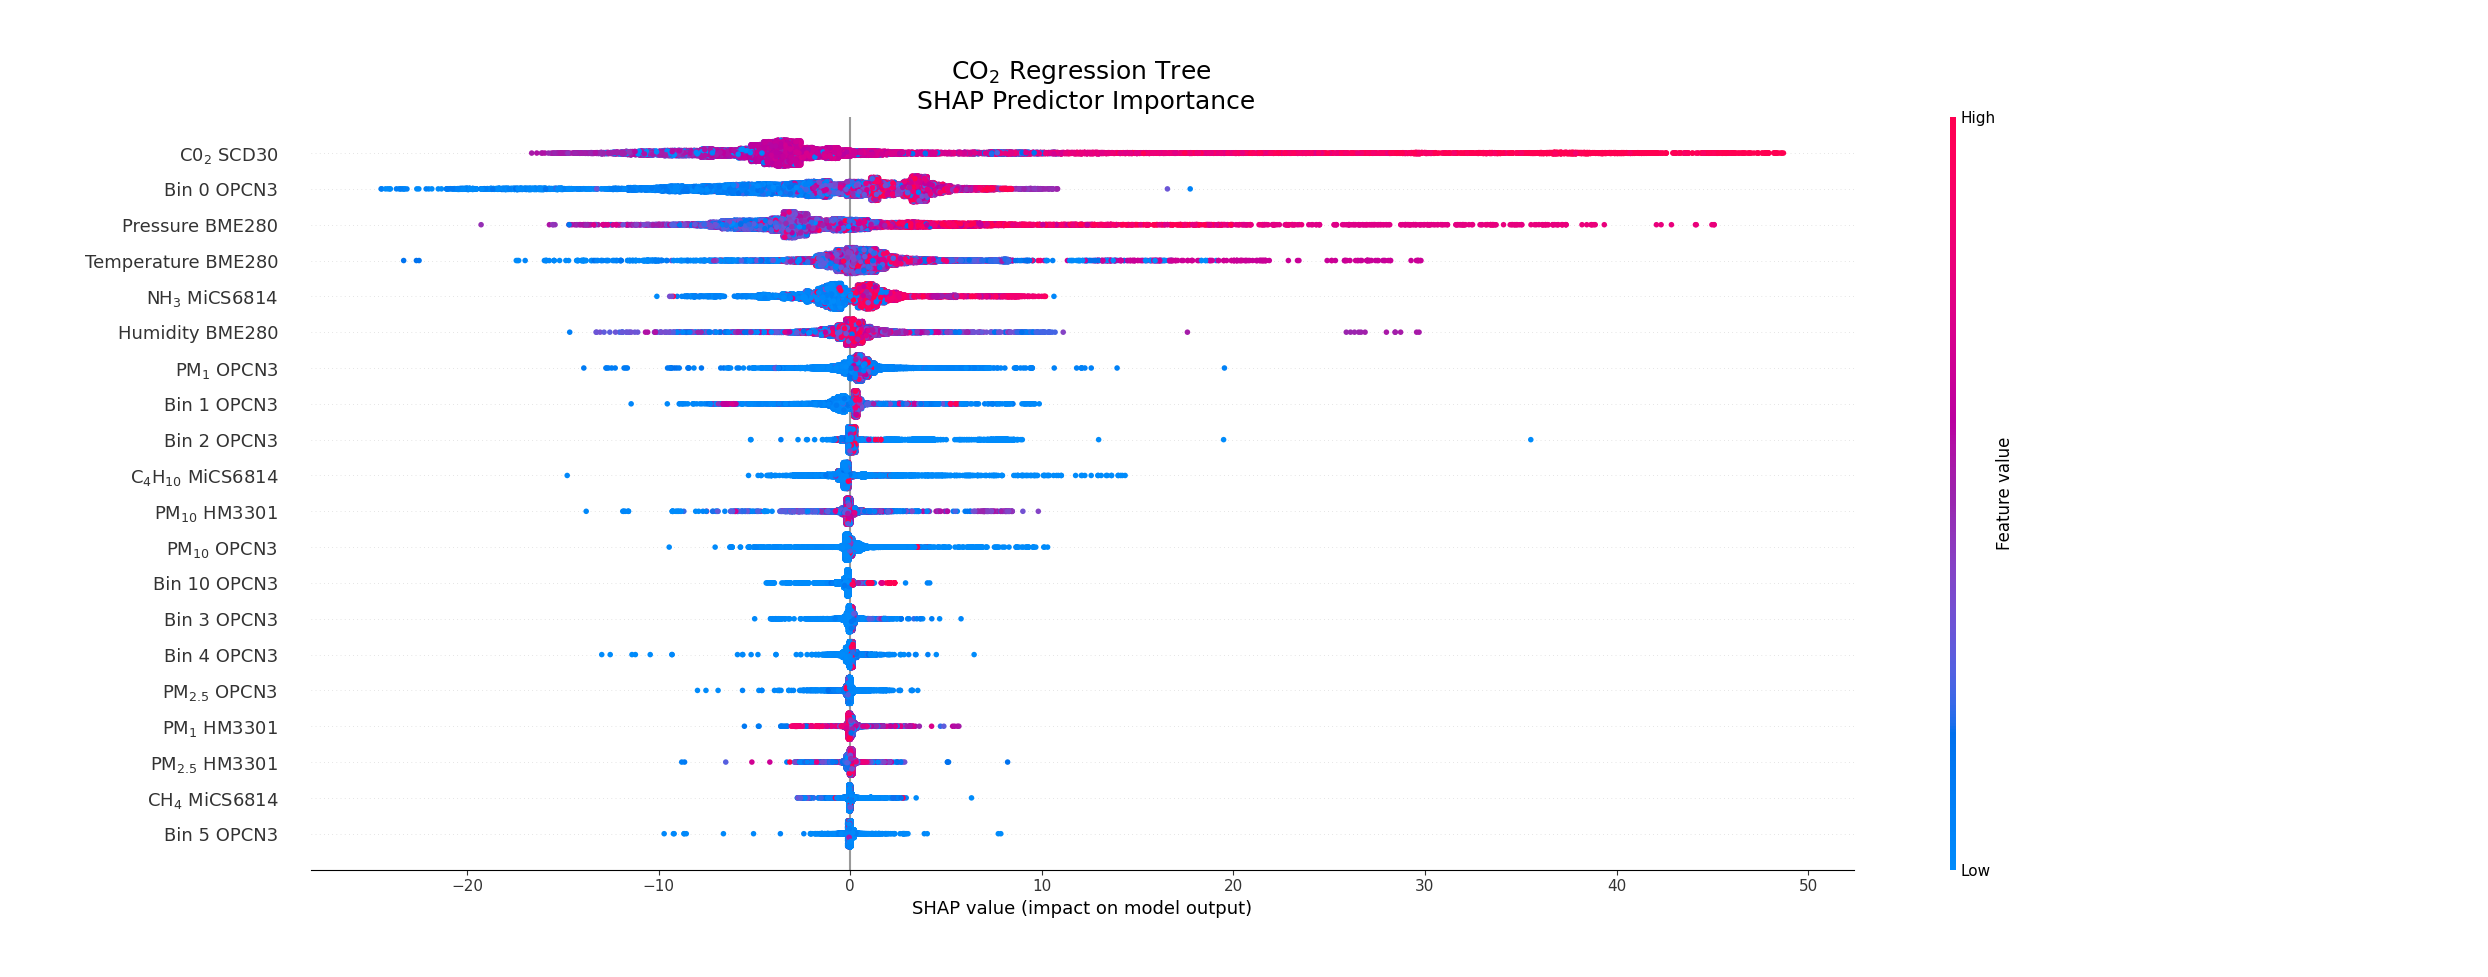 CO₂ Regression Tree
SHAP Predictor Importance
High
C0₂ SCD30
Bin 0 OPCN3
Pressure BME280
Temperature BME280
NH₃ MiCS6814
Humidity BME280
PM₁ OPCN3
Bin 1 OPCN3
Bin 2 OPCN3
C₄H₁₀ MiCS6814
PM₁₀ HM3301
PM₁₀ OPCN3
Bin 10 OPCN3
Bin 3 OPCN3
Bin 4 OPCN3
PM₂.₅ OPCN3
PM₁ HM3301
PM₂.₅ HM3301
CH₄ MiCS6814
Bin 5 OPCN3
Feature value
Low
−20 −10 0 10 20 30 40 50
SHAP value (impact on model output)